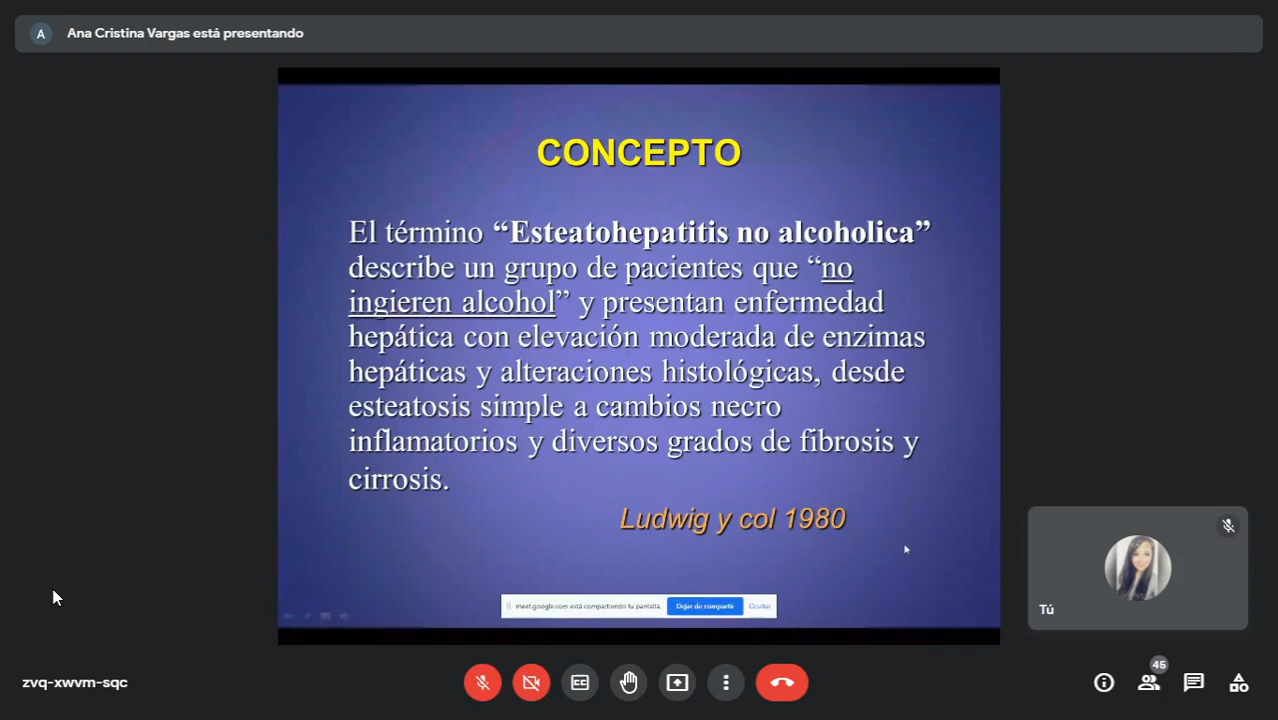 A
Ana Cristina Vargas está presentando
CONCEPTO
El término “Esteatohepatitis no alcoholica”
describe un grupo de pacientes que “no
ingieren alcohol” y presentan enfermedad
hepática con elevación moderada de enzimas
hepáticas y alteraciones histológicas, desde
esteatosis simple a cambios necro
inflamatorios y diversos grados de fibrosis y
cirrosis.
Ludwig y col 1980
meet.google.com está compartiendo tu pantalla.
Dejar de compartir
Ocultar
Tú
zvq-xwvm-sqc
CC
45